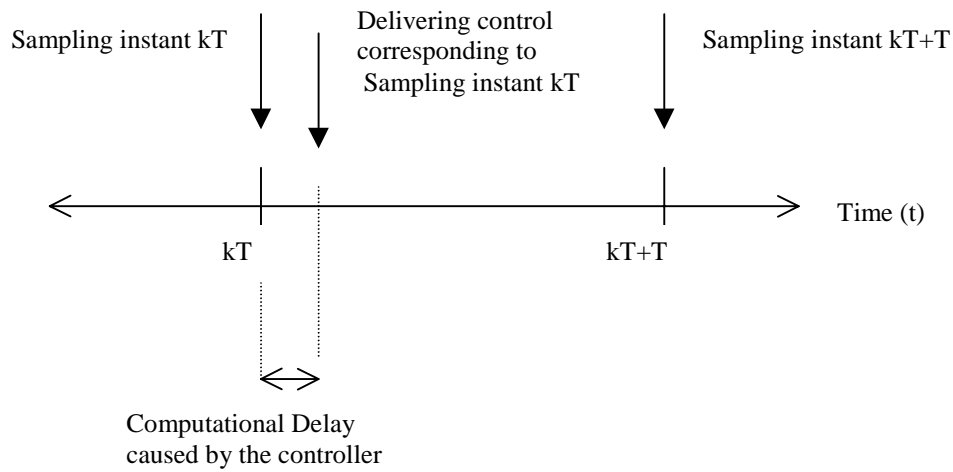 Sampling instant kT
Delivering control
corresponding to
Sampling instant kT
Sampling instant kT+T
Time (t)
kT
kT+T
Computational Delay
caused by the controller